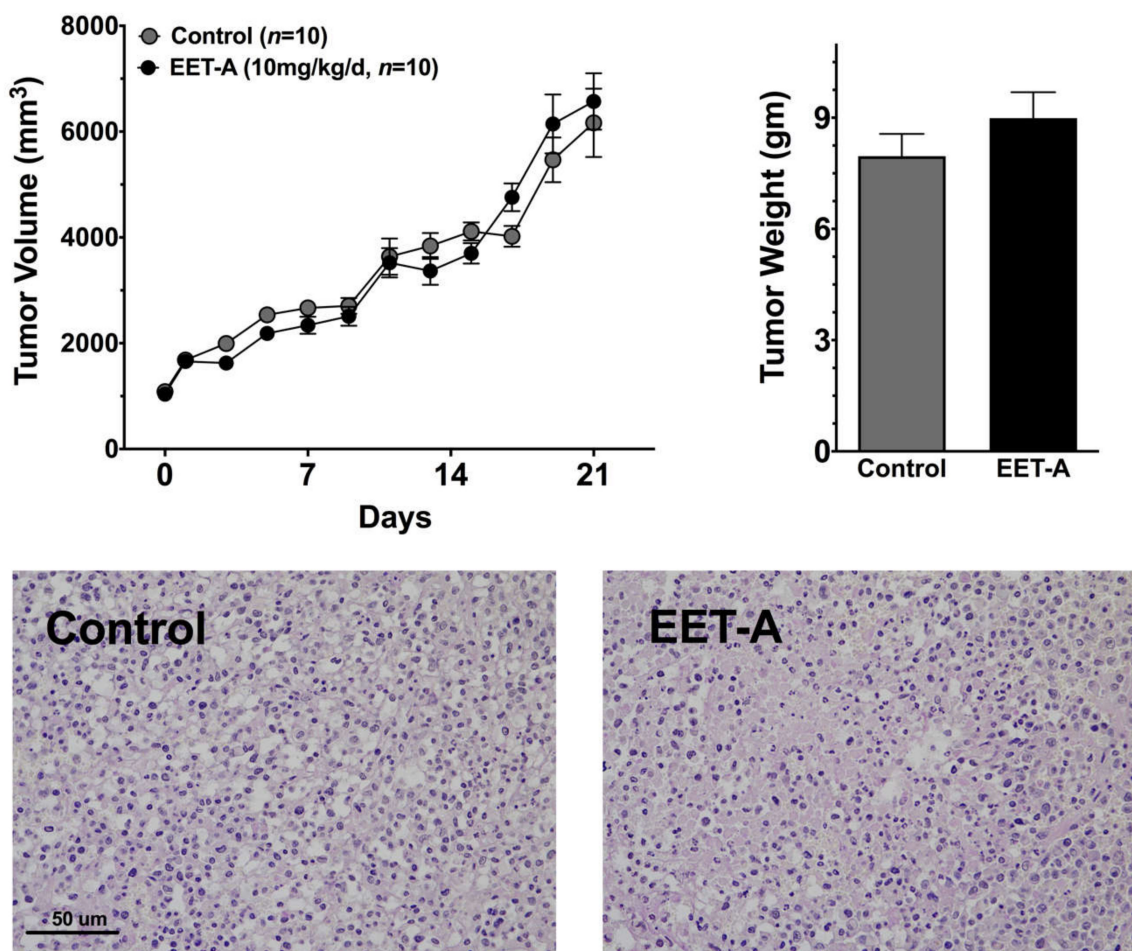 8000
6000
4000
2000
0
Tumor Volume (mm³)
Control (n=10)
EET-A (10mg/kg/d, n=10)
0 7 14 21
Days
9
6
3
0
Tumor Weight (gm)
Control EET-A
Control
50 um
EET-A